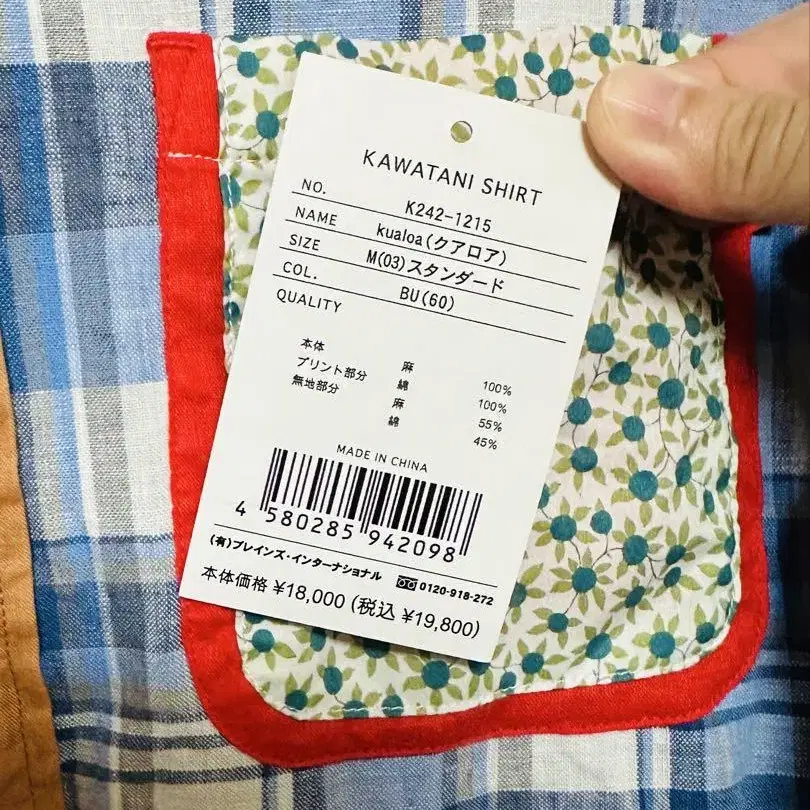 KAWATANI SHIRT
NO. K242-1215
NAME kualoa(クアロア)
SIZE M(03)スタンダード
COL. BU(60)
QUALITY
本体 麻 100%
プリント部分 綿 100%
無地部分 麻 55%
綿 45%
MADE IN CHINA
4 580285 942098
(有)ブレインズ・インターナショナル 0120-918-272
本体価格 ¥18,000 (税込 ¥19,800)